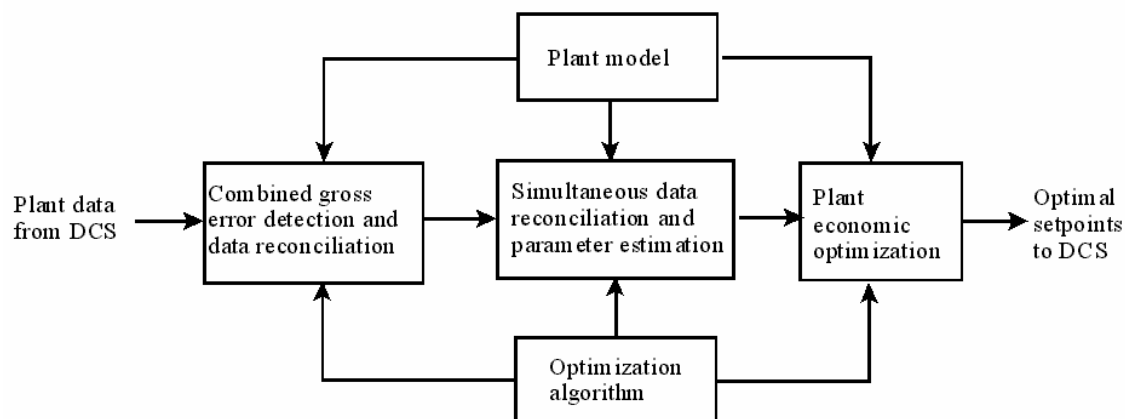 Plant model
Plant data
from DCS
Combined gross
error detection and
data reconciliation
Simultaneous data
reconciliation and
parameter estimation
Plant
economic
optimization
Optimal
setpoints
to DCS
Optimization
algorithm